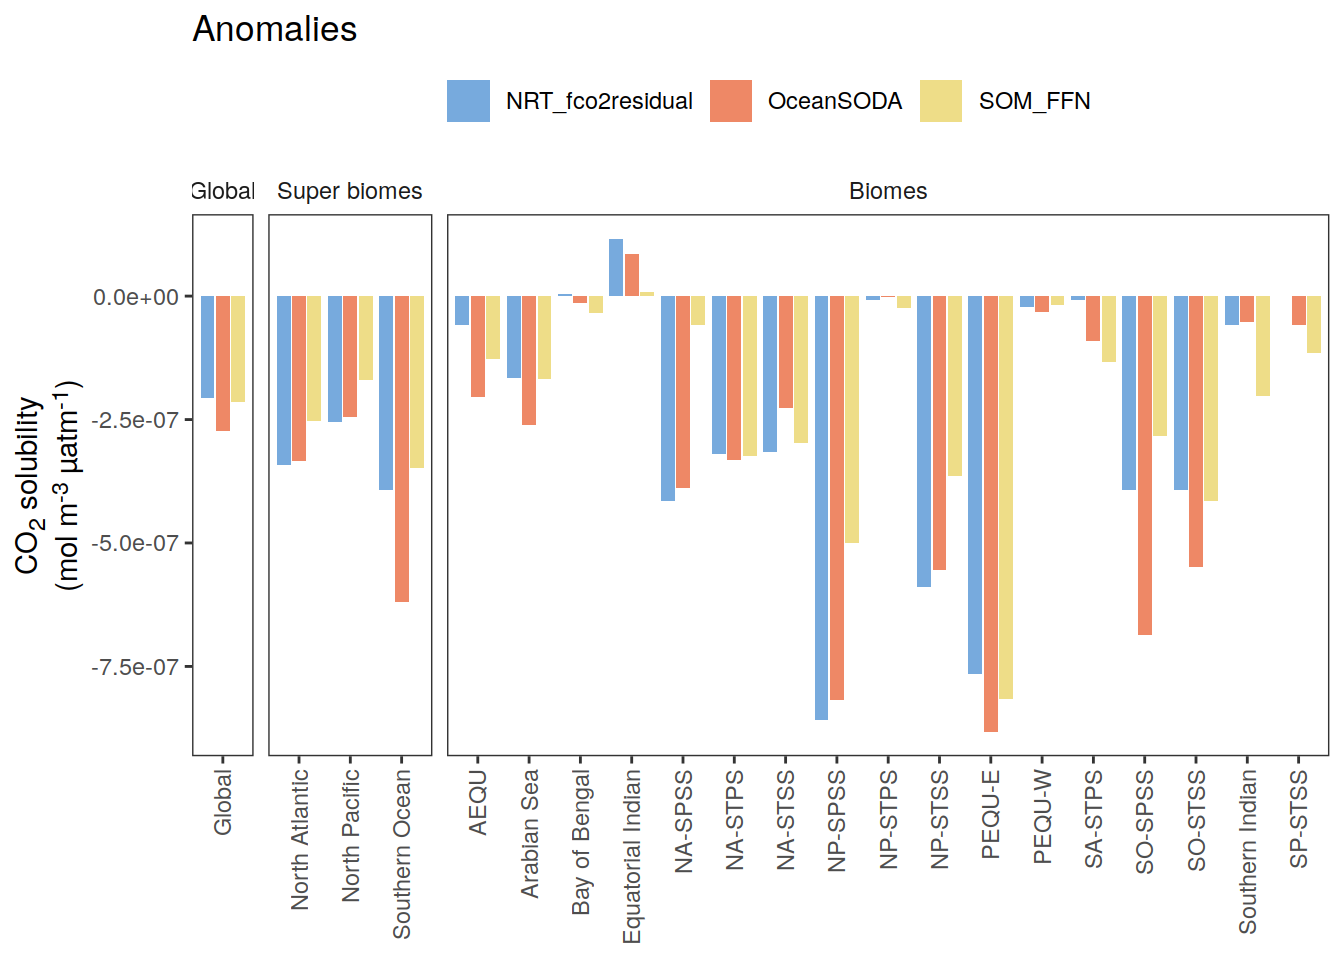 Anomalies
NRT_fco2residual OceanSODA SOM_FFN
Global Super biomes Biomes
CO₂ solubility
(mol m⁻³ µatm⁻¹)
0.0e+00
-2.5e-07
-5.0e-07
-7.5e-07
Global
North Atlantic
North Pacific
Southern Ocean
AEQU
Arabian Sea
Bay of Bengal
Equatorial Indian
NA-SPSS
NA-STPS
NA-STSS
NP-SPSS
NP-STPS
NP-STSS
PEQU-E
PEQU-W
SA-STPS
SO-SPSS
SO-STSS
Southern Indian
SP-STSS